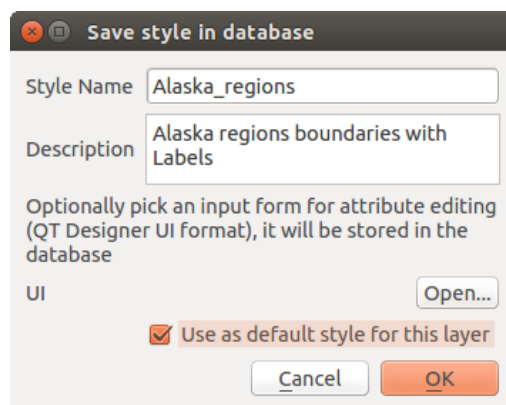 Save style in database
Style Name Alaska_regions
Description Alaska regions boundaries with
Labels
Optionally pick an input form for attribute editing
(QT Designer UI format), it will be stored in the
database
UI Open...
Use as default style for this layer
Cancel OK